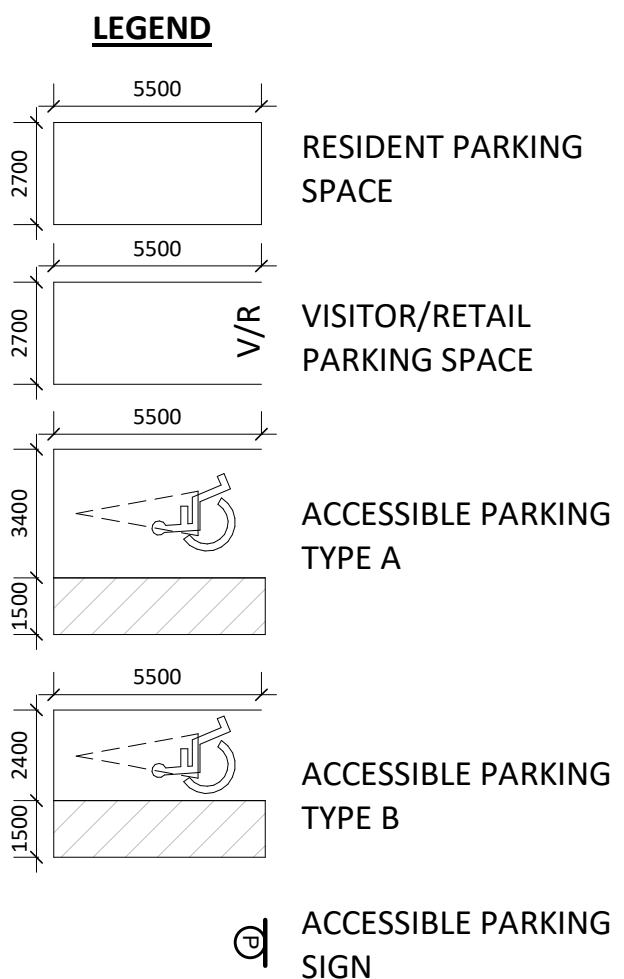 LEGEND
5500
2700
RESIDENT PARKING
SPACE
5500
2700
V/R
VISITOR/RETAIL
PARKING SPACE
5500
3400
1500
ACCESSIBLE PARKING
TYPE A
5500
2400
1500
ACCESSIBLE PARKING
TYPE B
P
ACCESSIBLE PARKING
SIGN